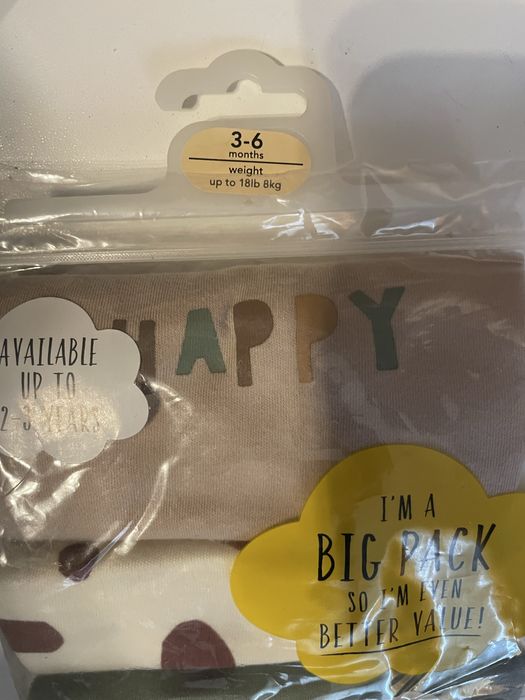 3-6
months
weight
up to 18lb 8kg
HAPPY
AVAILABLE
UP TO
2-3 YEARS
I'M A
BIG PACK
SO I'M EVEN
BETTER VALUE!